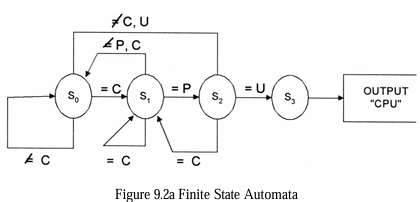 ≠ C, U
≠ P, C
S0 = C S1 = P S2 = U S3 OUTPUT "CPU"
≠ C = C = C
Figure 9.2a Finite State Automata